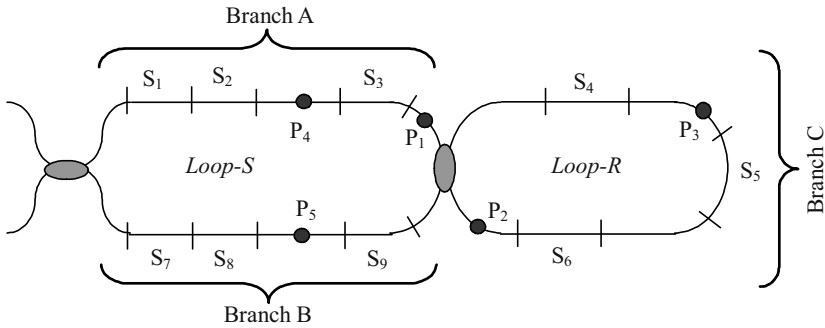 Branch A
S1 S2 S3 S4
P4 P1 P3
Loop-S Loop-R S5 Branch C
P5 P2
S7 S8 S9 S6
Branch B